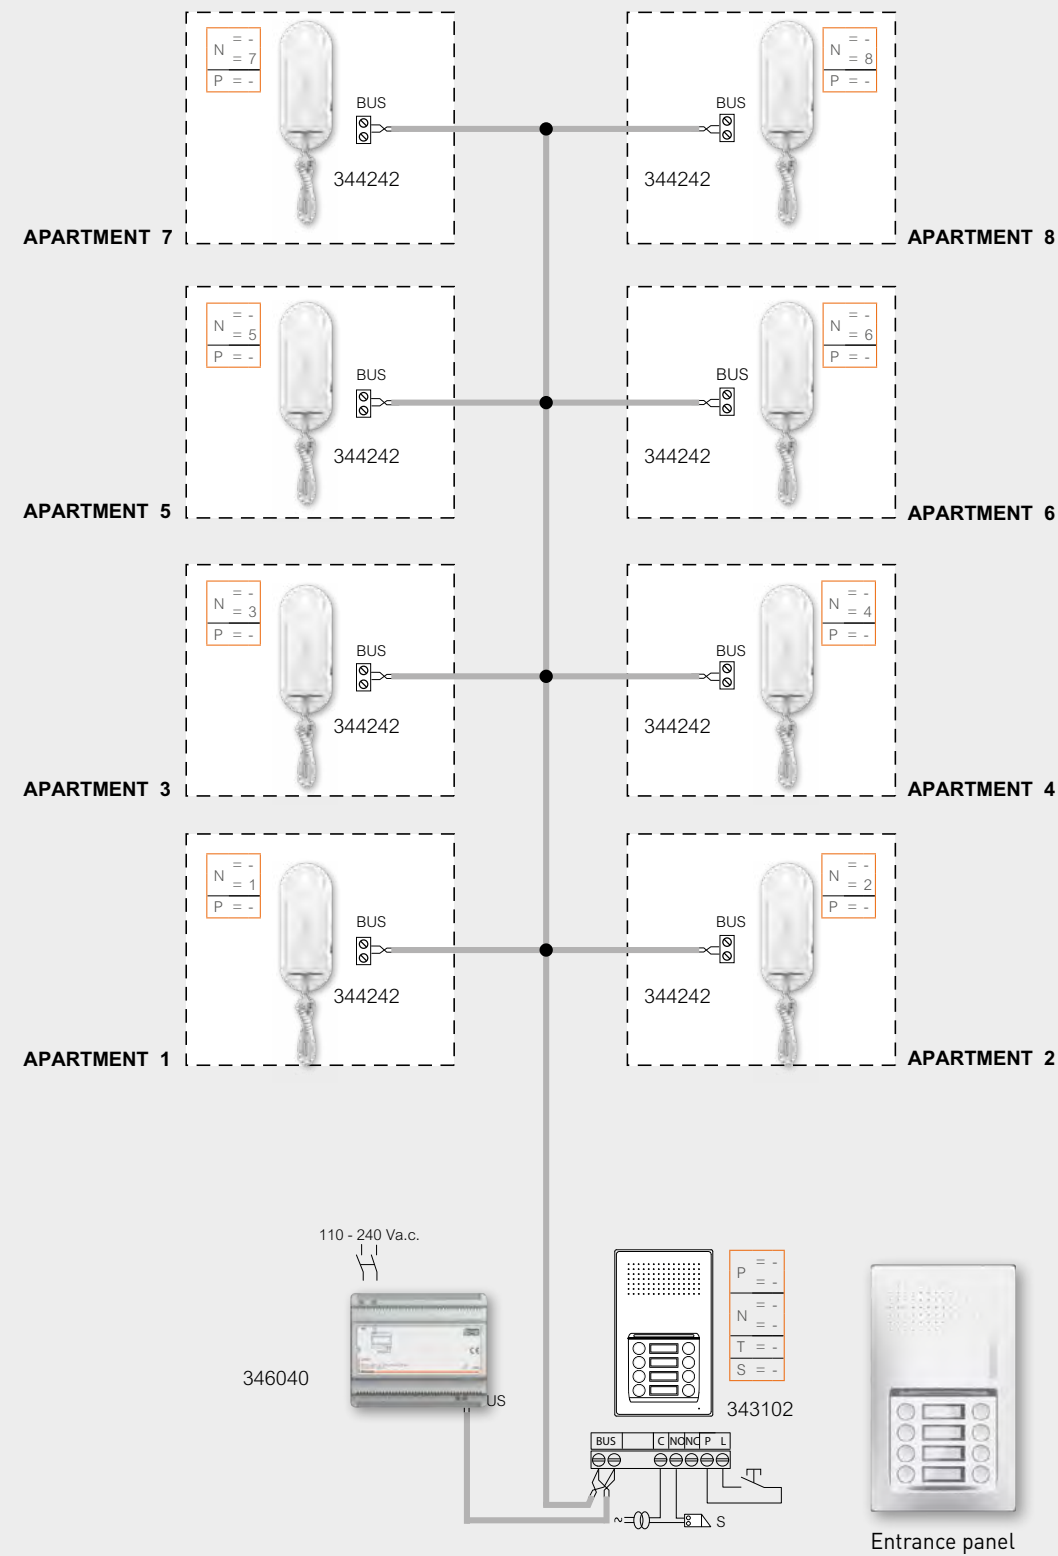 N = -
= 7
P = -
BUS
344242
APARTMENT 7
N = -
= 8
P = -
BUS
344242
APARTMENT 8
N = -
= 5
P = -
BUS
344242
APARTMENT 5
N = -
= 6
P = -
BUS
344242
APARTMENT 6
N = -
= 3
P = -
BUS
344242
APARTMENT 3
N = -
= 4
P = -
BUS
344242
APARTMENT 4
N = -
= 1
P = -
BUS
344242
APARTMENT 1
N = -
= 2
P = -
BUS
344242
APARTMENT 2
110 - 240 Va.c.
346040
US
P = -
= -
N = -
= -
T = -
S = -
343102
BUS C NO NC P L
~
S
Entrance panel